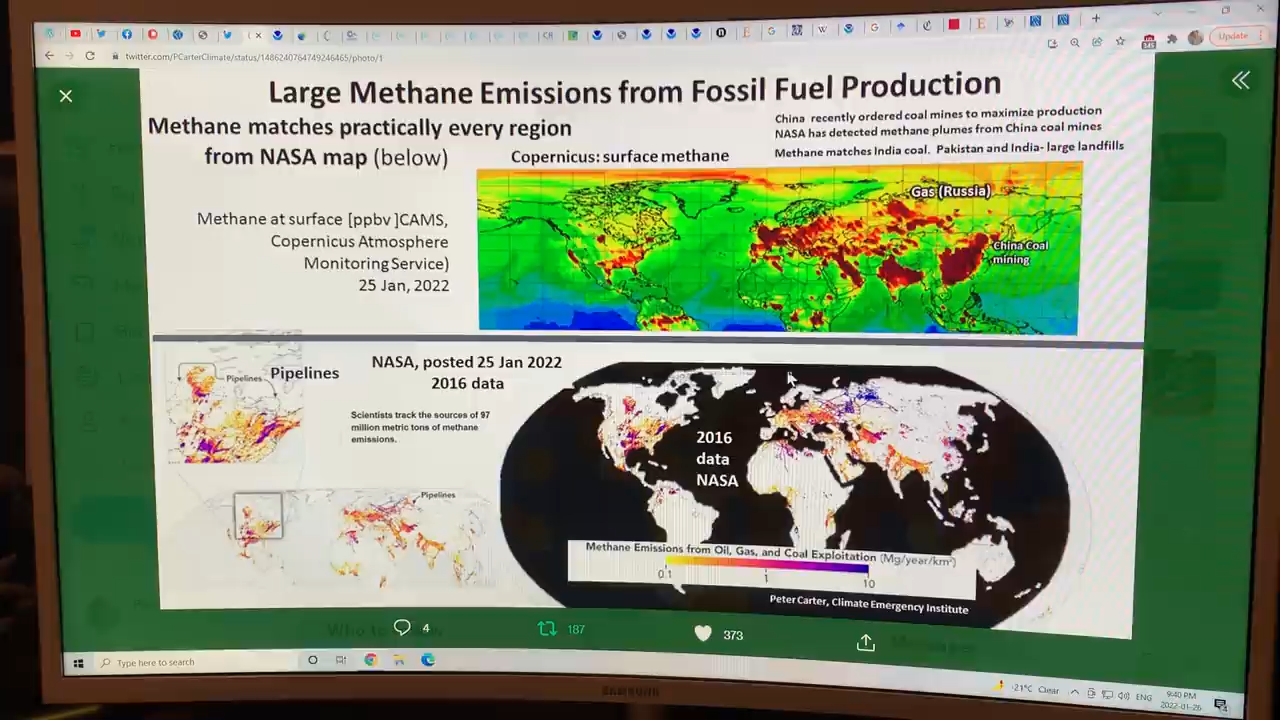 twitter.com/PCarterClimate/status/1486240764749246465/photo/1
Update
Large Methane Emissions from Fossil Fuel Production
Methane matches practically every region
from NASA map (below)
China recently ordered coal mines to maximize production
NASA has detected methane plumes from China coal mines
Methane matches India coal. Pakistan and India- large landfills
Copernicus: surface methane
Methane at surface [ppbv ]CAMS,
Copernicus Atmosphere
Monitoring Service)
25 Jan, 2022
Gas (Russia)
China Coal
mining
Pipelines
Pipelines
NASA, posted 25 Jan 2022
2016 data
Scientists track the sources of 97
million metric tons of methane
emissions.
Pipelines
2016
data
NASA
Methane Emissions from Oil, Gas, and Coal Exploitation (Mg/year/km²)
0.1 1 10
Peter Carter, Climate Emergency Institute
4 187 373
Type here to search
-21°C Clear
ENG
9:40 PM
2022-01-26
SAMSUNG